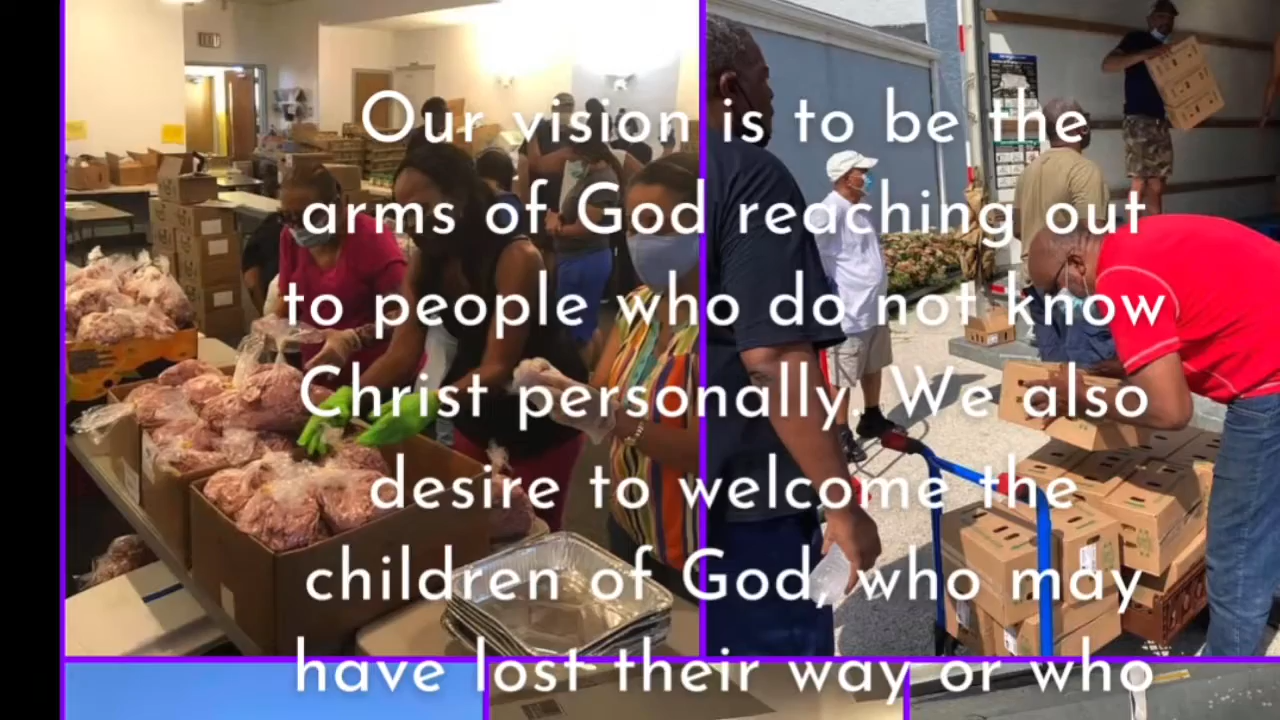 Our vision is to be the
arms of God reaching out
to people who do not know
Christ personally. We also
desire to welcome the
children of God, who may
have lost their way or who